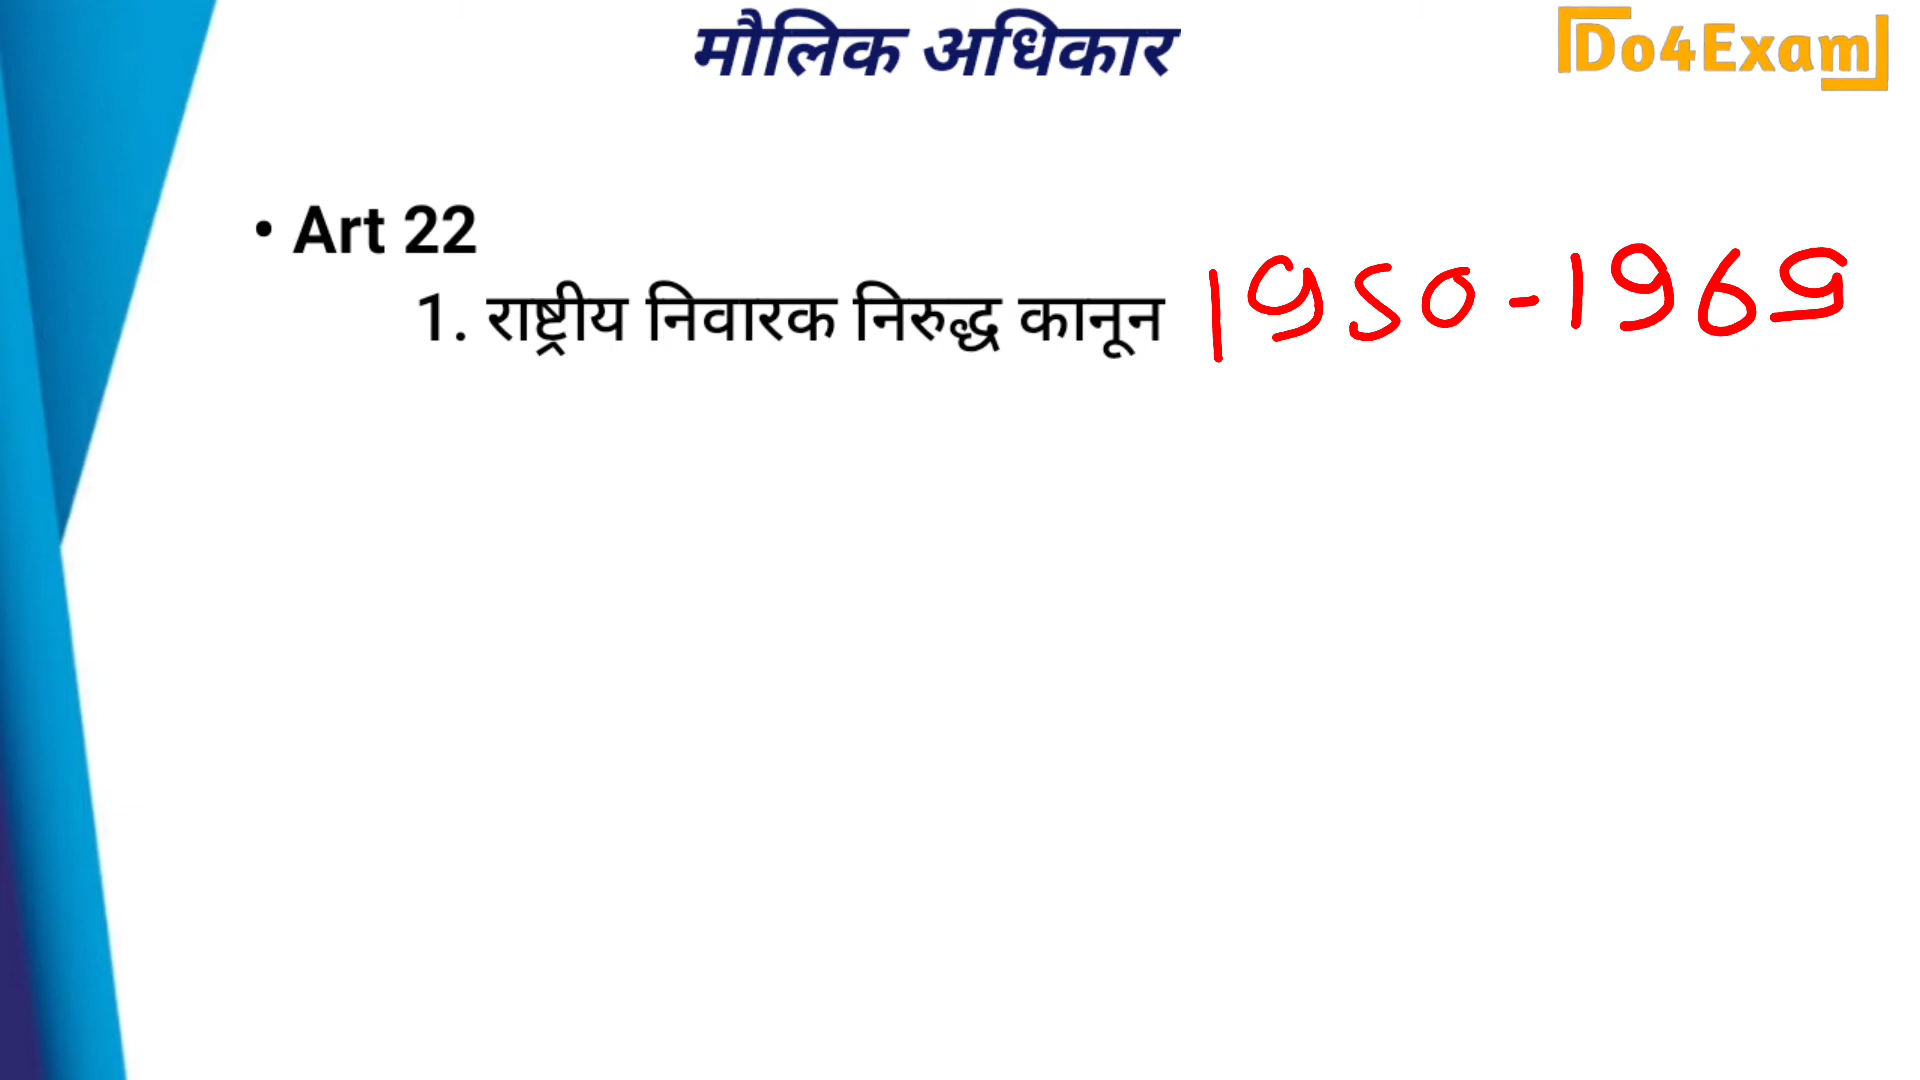 मौलिक अधिकार
Do4Exam
• Art 22
1. राष्ट्रीय निवारक निरुद्ध कानून 1950-1969